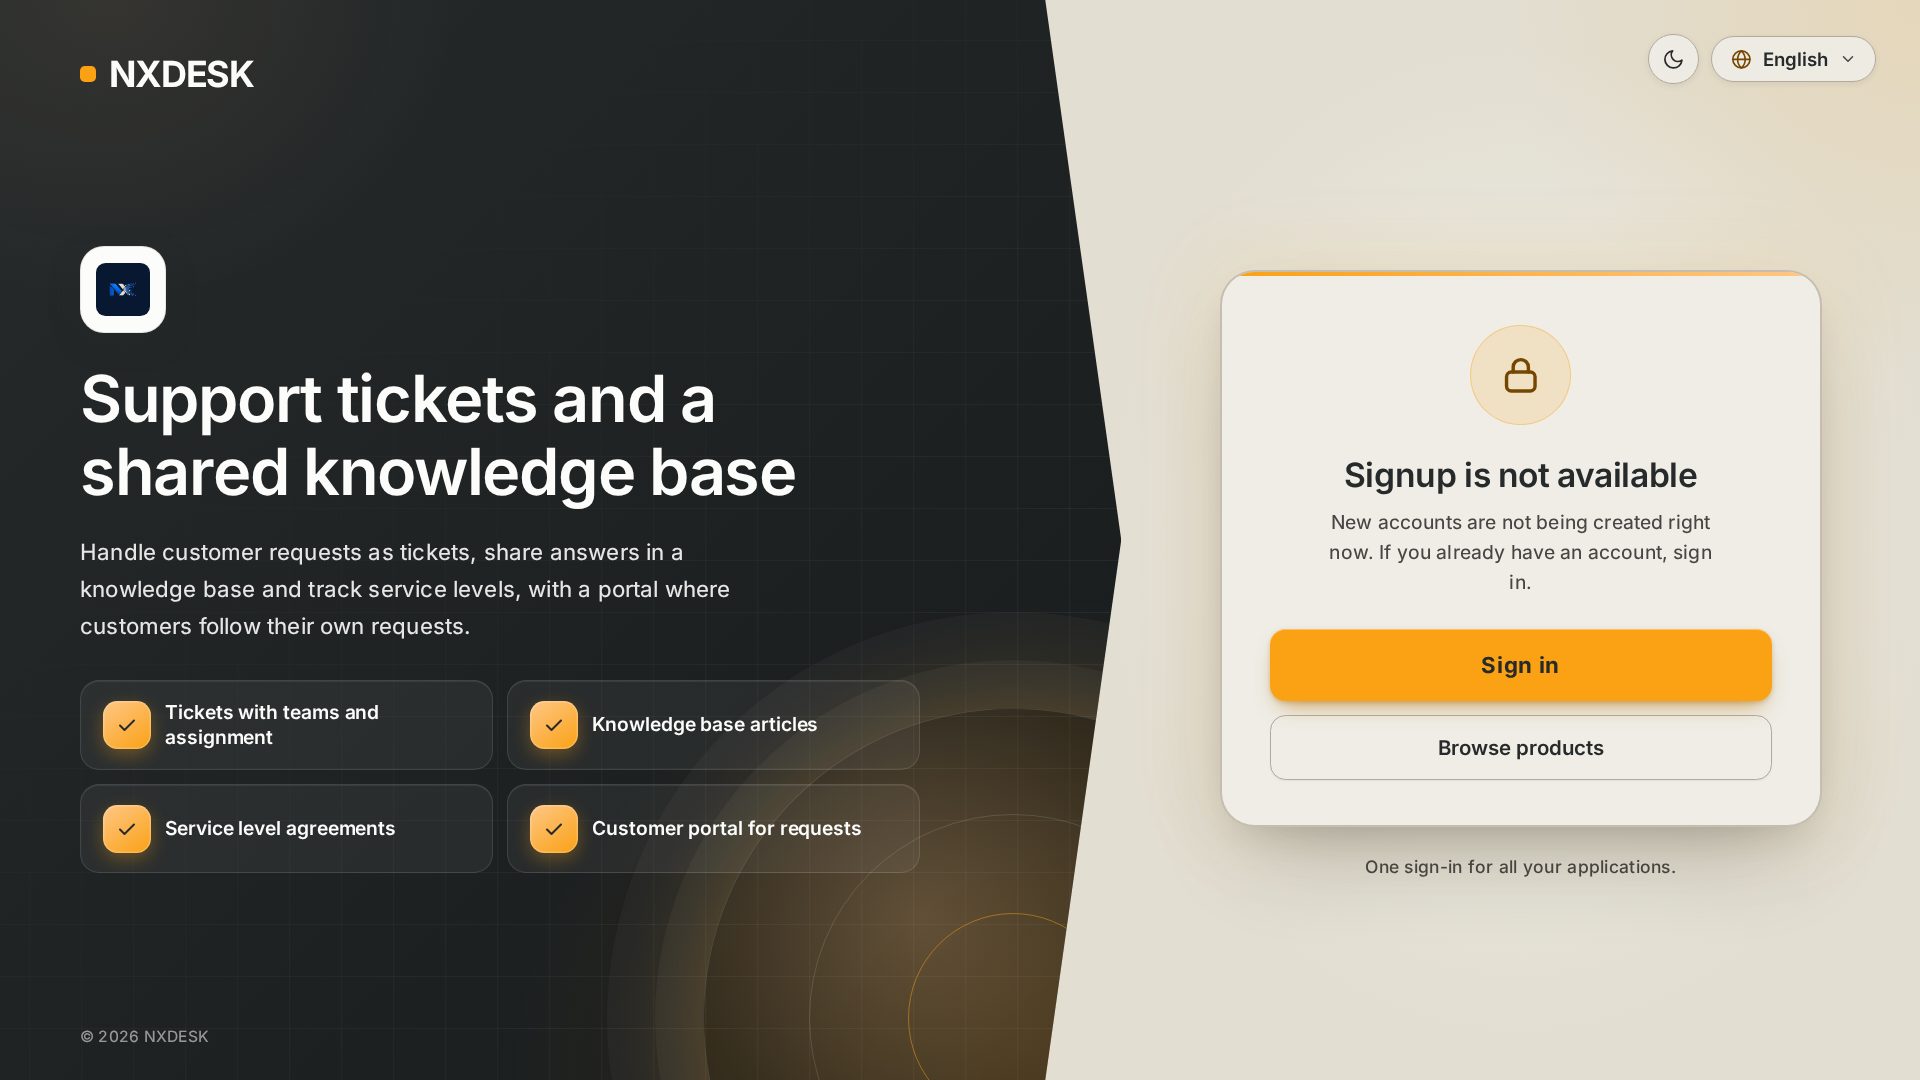 NXDESK
English
NX
Support tickets and a
shared knowledge base
Handle customer requests as tickets, share answers in a
knowledge base and track service levels, with a portal where
customers follow their own requests.
Tickets with teams and
assignment
Knowledge base articles
Service level agreements
Customer portal for requests
© 2026 NXDESK
Signup is not available
New accounts are not being created right
now. If you already have an account, sign
in.
Sign in
Browse products
One sign-in for all your applications.